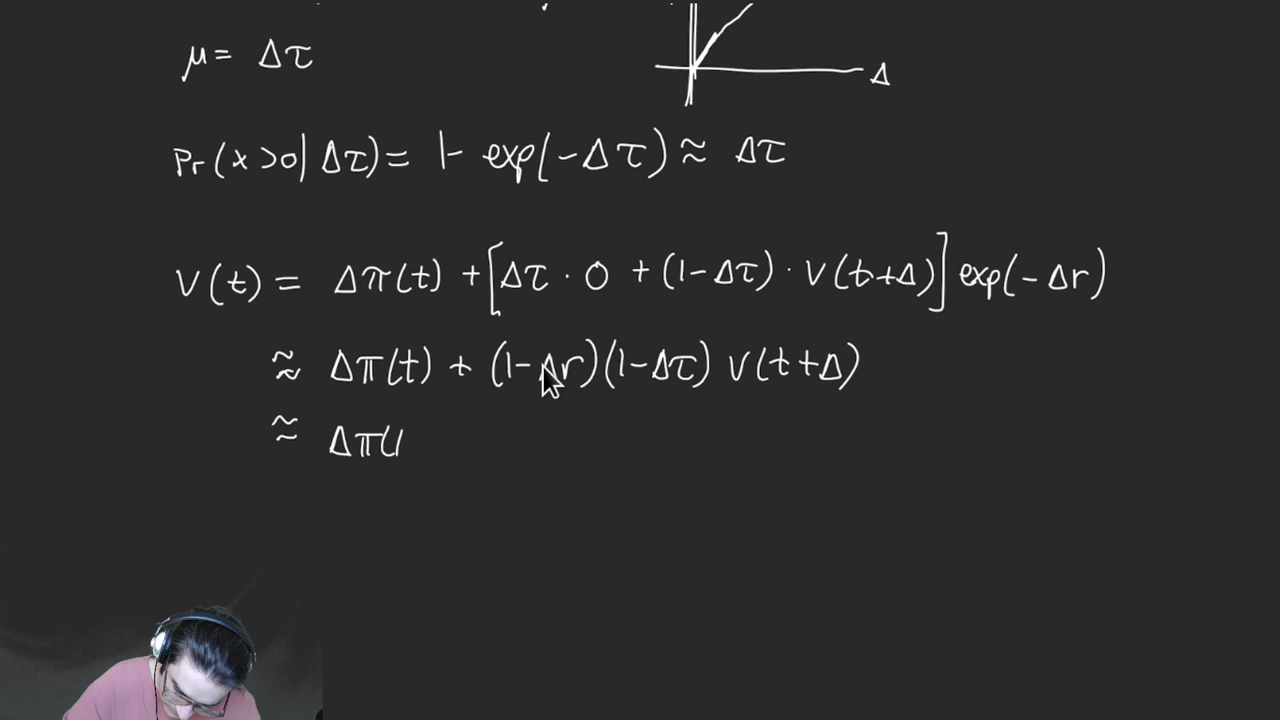 μ = Δτ
Δ
Pr(x>0|Δτ) = 1- exp(-Δτ) ≈ Δτ
V(t) = Δπ(t) + [Δτ · 0 + (1-Δτ) · V(t+Δ)] exp(-Δr)
≈ Δπ(t) + (1-Δr)(1-Δτ) V(t+Δ)
≈ Δπ(